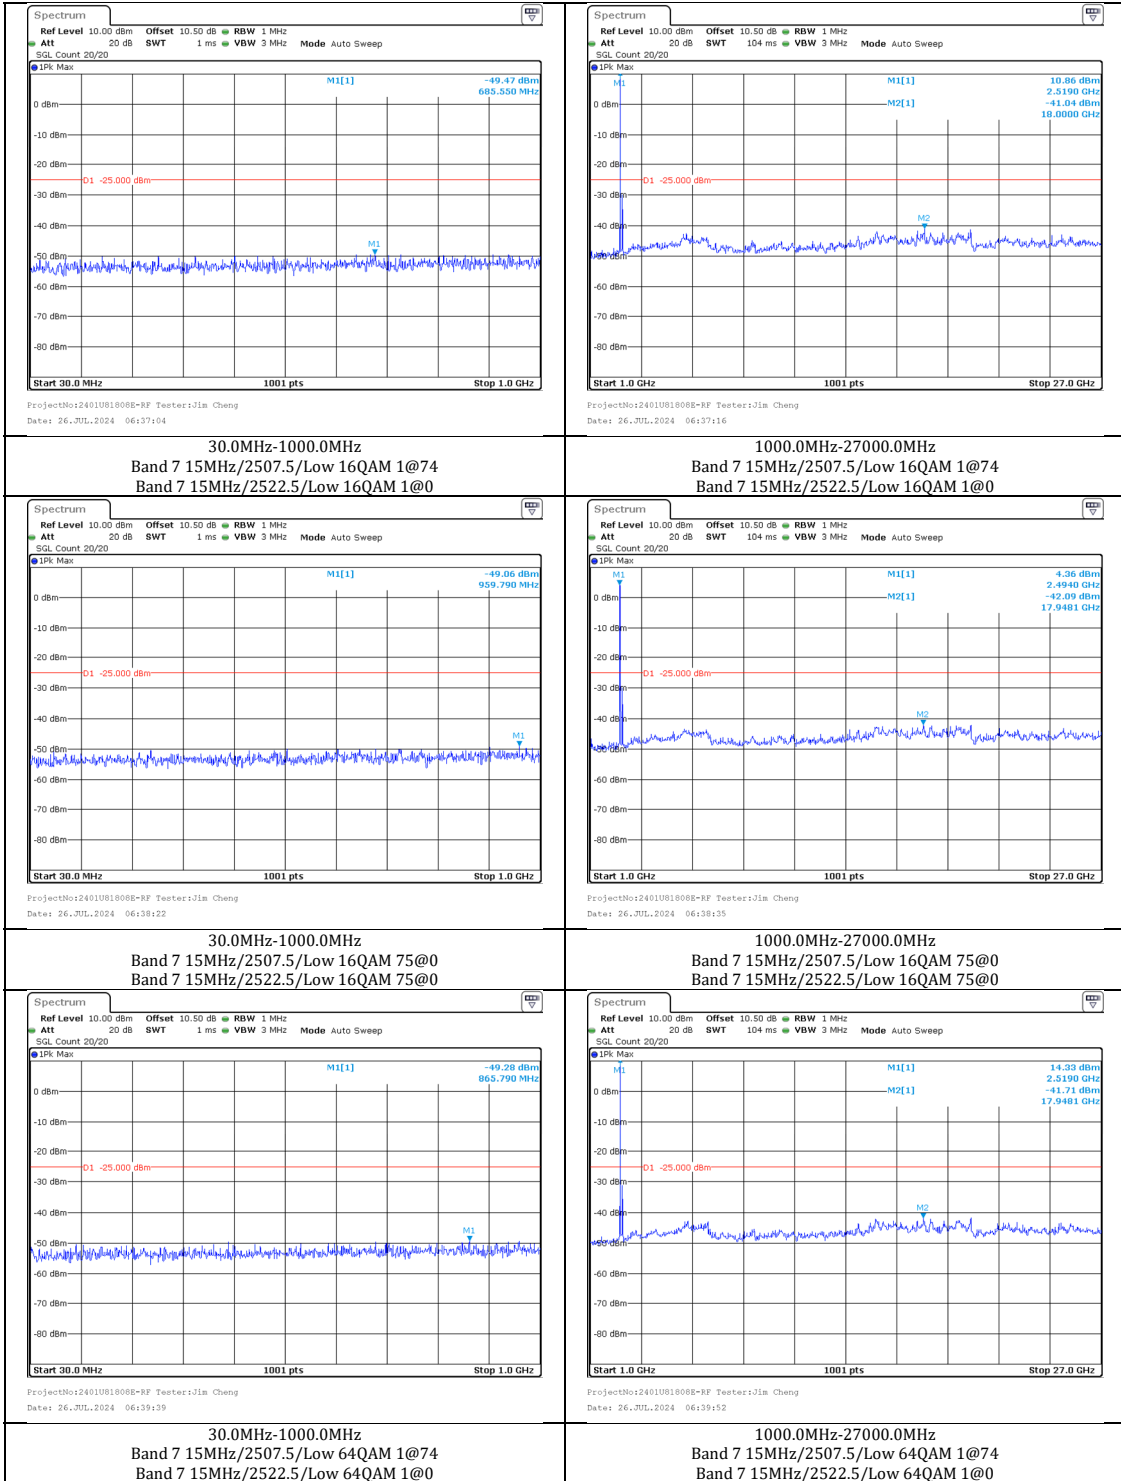 Spectrum
Ref Level 10.00 dBm Offset 10.50 dB RBW 1 MHz
Att 20 dB SWT 1 ms VBW 3 MHz Mode Auto Sweep
SGL Count 20/20
1Pk Max
M1[1] -49.47 dBm
685.550 MHz
0 dBm
-10 dBm
-20 dBm
D1 -25.000 dBm
-30 dBm
-40 dBm
M1
-50 dBm
-60 dBm
-70 dBm
-80 dBm
Start 30.0 MHz 1001 pts Stop 1.0 GHz
ProjectNo:2401U81808E-RF Tester:Jim Cheng
Date: 26.JUL.2024 06:37:04
30.0MHz-1000.0MHz
Band 7 15MHz/2507.5/Low 16QAM 1@74
Band 7 15MHz/2522.5/Low 16QAM 1@0
Spectrum
Ref Level 10.00 dBm Offset 10.50 dB RBW 1 MHz
Att 20 dB SWT 104 ms VBW 3 MHz Mode Auto Sweep
SGL Count 20/20
1Pk Max
M1
M1[1] 10.86 dBm
2.5190 GHz
M2[1] -41.04 dBm
18.0000 GHz
0 dBm
-10 dBm
-20 dBm
D1 -25.000 dBm
-30 dBm
-40 dBm
M2
-50 dBm
-60 dBm
-70 dBm
-80 dBm
Start 1.0 GHz 1001 pts Stop 27.0 GHz
ProjectNo:2401U81808E-RF Tester:Jim Cheng
Date: 26.JUL.2024 06:37:16
1000.0MHz-27000.0MHz
Band 7 15MHz/2507.5/Low 16QAM 1@74
Band 7 15MHz/2522.5/Low 16QAM 1@0
Spectrum
Ref Level 10.00 dBm Offset 10.50 dB RBW 1 MHz
Att 20 dB SWT 1 ms VBW 3 MHz Mode Auto Sweep
SGL Count 20/20
1Pk Max
M1[1] -49.06 dBm
959.790 MHz
0 dBm
-10 dBm
-20 dBm
D1 -25.000 dBm
-30 dBm
-40 dBm
M1
-50 dBm
-60 dBm
-70 dBm
-80 dBm
Start 30.0 MHz 1001 pts Stop 1.0 GHz
ProjectNo:2401U81808E-RF Tester:Jim Cheng
Date: 26.JUL.2024 06:38:22
30.0MHz-1000.0MHz
Band 7 15MHz/2507.5/Low 16QAM 75@0
Band 7 15MHz/2522.5/Low 16QAM 75@0
Spectrum
Ref Level 10.00 dBm Offset 10.50 dB RBW 1 MHz
Att 20 dB SWT 104 ms VBW 3 MHz Mode Auto Sweep
SGL Count 20/20
1Pk Max
M1
M1[1] 4.36 dBm
2.4940 GHz
M2[1] -42.09 dBm
17.9481 GHz
0 dBm
-10 dBm
-20 dBm
D1 -25.000 dBm
-30 dBm
-40 dBm
M2
-50 dBm
-60 dBm
-70 dBm
-80 dBm
Start 1.0 GHz 1001 pts Stop 27.0 GHz
ProjectNo:2401U81808E-RF Tester:Jim Cheng
Date: 26.JUL.2024 06:38:35
1000.0MHz-27000.0MHz
Band 7 15MHz/2507.5/Low 16QAM 75@0
Band 7 15MHz/2522.5/Low 16QAM 75@0
Spectrum
Ref Level 10.00 dBm Offset 10.50 dB RBW 1 MHz
Att 20 dB SWT 1 ms VBW 3 MHz Mode Auto Sweep
SGL Count 20/20
1Pk Max
M1[1] -49.28 dBm
865.790 MHz
0 dBm
-10 dBm
-20 dBm
D1 -25.000 dBm
-30 dBm
-40 dBm
M1
-50 dBm
-60 dBm
-70 dBm
-80 dBm
Start 30.0 MHz 1001 pts Stop 1.0 GHz
ProjectNo:2401U81808E-RF Tester:Jim Cheng
Date: 26.JUL.2024 06:39:39
30.0MHz-1000.0MHz
Band 7 15MHz/2507.5/Low 64QAM 1@74
Band 7 15MHz/2522.5/Low 64QAM 1@0
Spectrum
Ref Level 10.00 dBm Offset 10.50 dB RBW 1 MHz
Att 20 dB SWT 104 ms VBW 3 MHz Mode Auto Sweep
SGL Count 20/20
1Pk Max
M1
M1[1] 14.33 dBm
2.5190 GHz
M2[1] -41.71 dBm
17.9481 GHz
0 dBm
-10 dBm
-20 dBm
D1 -25.000 dBm
-30 dBm
-40 dBm
M2
-50 dBm
-60 dBm
-70 dBm
-80 dBm
Start 1.0 GHz 1001 pts Stop 27.0 GHz
ProjectNo:2401U81808E-RF Tester:Jim Cheng
Date: 26.JUL.2024 06:39:52
1000.0MHz-27000.0MHz
Band 7 15MHz/2507.5/Low 64QAM 1@74
Band 7 15MHz/2522.5/Low 64QAM 1@0